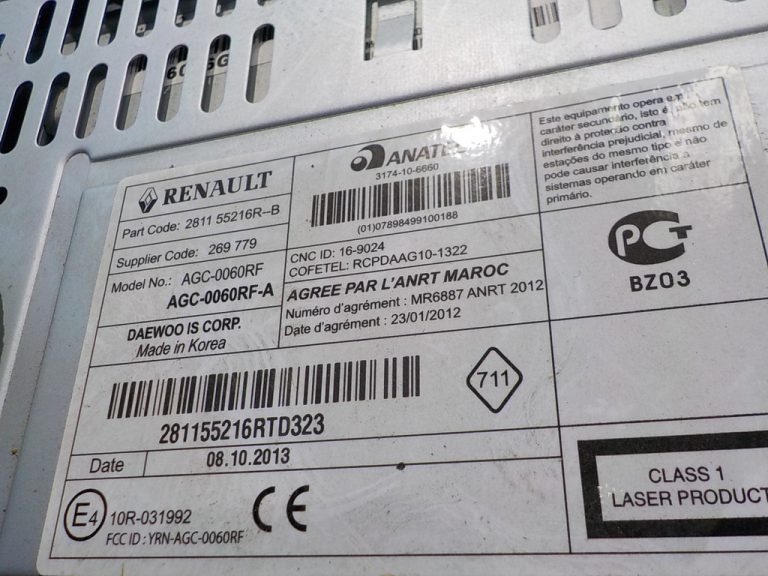 6 5G
RENAULT
Part Code: 2811 55216R--B
Supplier Code: 269 779
Model No.: AGC-0060RF
AGC-0060RF-A
DAEWOO IS CORP.
Made in Korea
281155216RTD323
Date 08.10.2013
E4 10R-031992
FCC ID : YRN-AGC-0060RF
CE
3174-10-6660
(01)07898499100188
CNC ID: 16-9024
COFETEL: RCPDAAG10-1322
AGREE PAR L'ANRT MAROC
Numéro d'agrément : MR6887 ANRT 2012
Date d'agrément : 23/01/2012
711
Este equipamento opera em
caráter secundário, isto é, não tem
direito à proteção contra
interferência prejudicial, mesmo de
estações do mesmo tipo e não
pode causar interferência a
sistemas operando em caráter
primário.
PCT
BZ03
CLASS 1
LASER PRODUCT